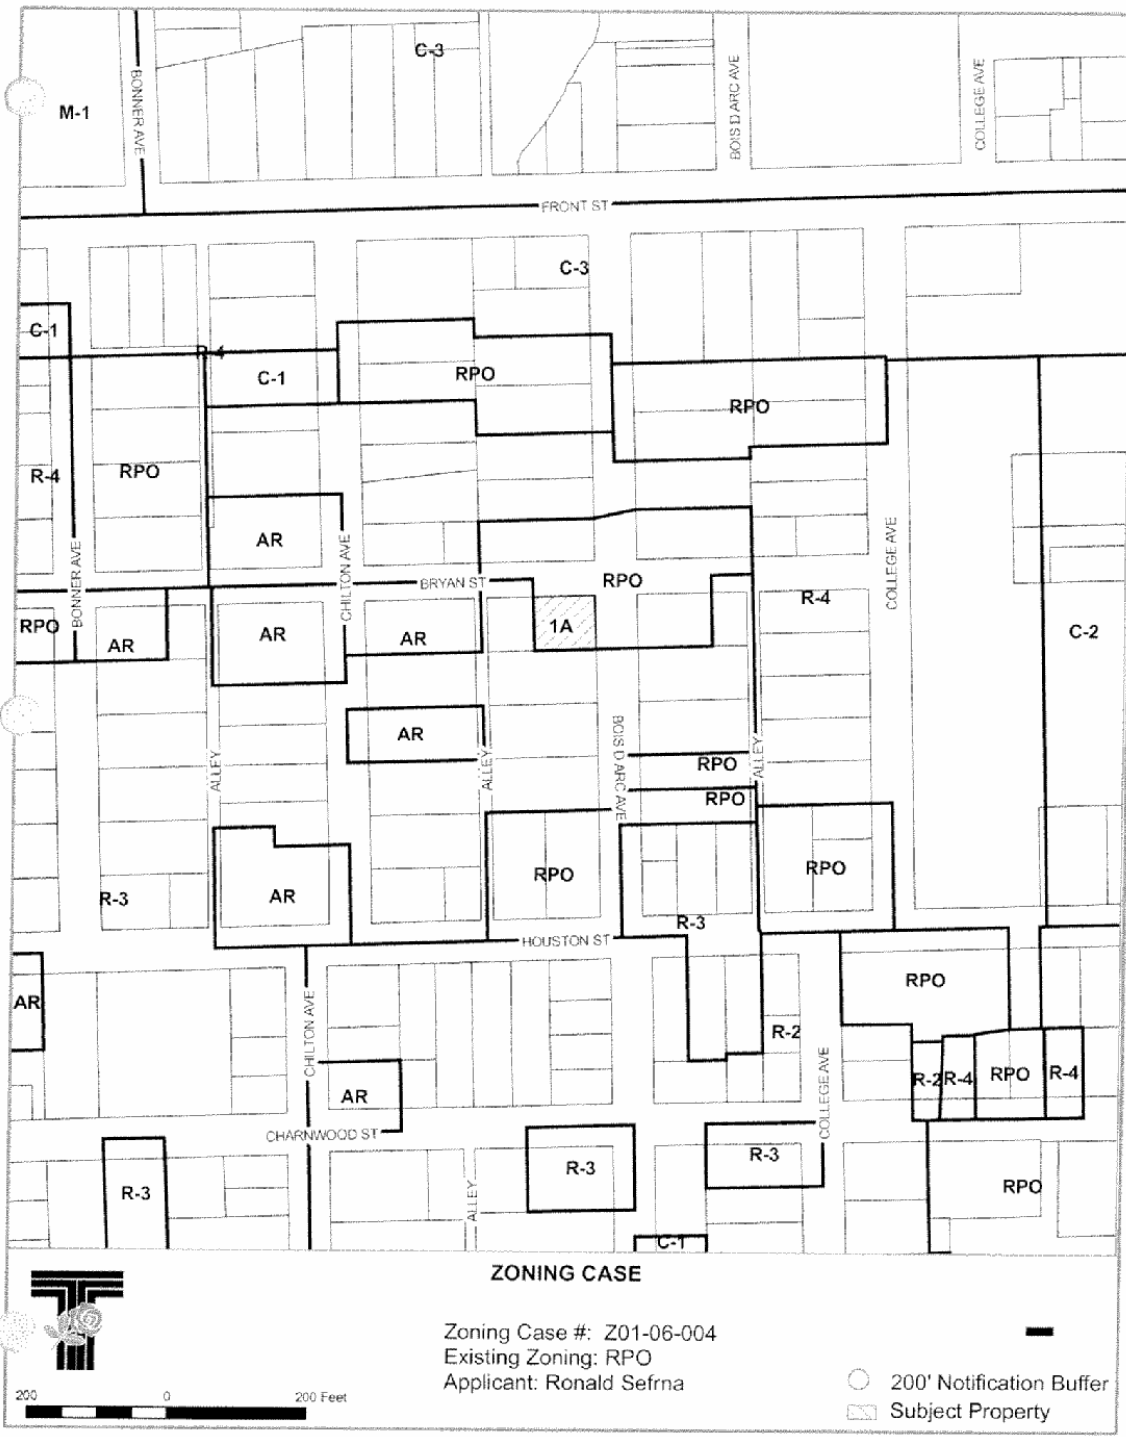 C-3
M-1
BONNER AVE
BOIS D ARC AVE
COLLEGE AVE
FRONT ST
C-3
C-1
R-4
C-1
RPO
RPO
R-4
RPO
AR
BONNER AVE
CHILTON AVE
BRYAN ST
RPO
COLLEGE AVE
R-4
RPO
AR
AR
AR
1A
C-2
AR
ALLEY
ALLEY
BOIS D ARC AVE
ALLEY
RPO
RPO
R-3
AR
RPO
RPO
R-3
HOUSTON ST
AR
CHILTON AVE
RPO
R-2
COLLEGE AVE
AR
R-2
R-4
RPO
R-4
CHARNWOOD ST
R-3
ALLEY
R-3
R-3
RPO
C-1
ZONING CASE
Zoning Case #: Z01-06-004
Existing Zoning: RPO
Applicant: Ronald Sefrna
200 0 200 Feet
200' Notification Buffer
Subject Property